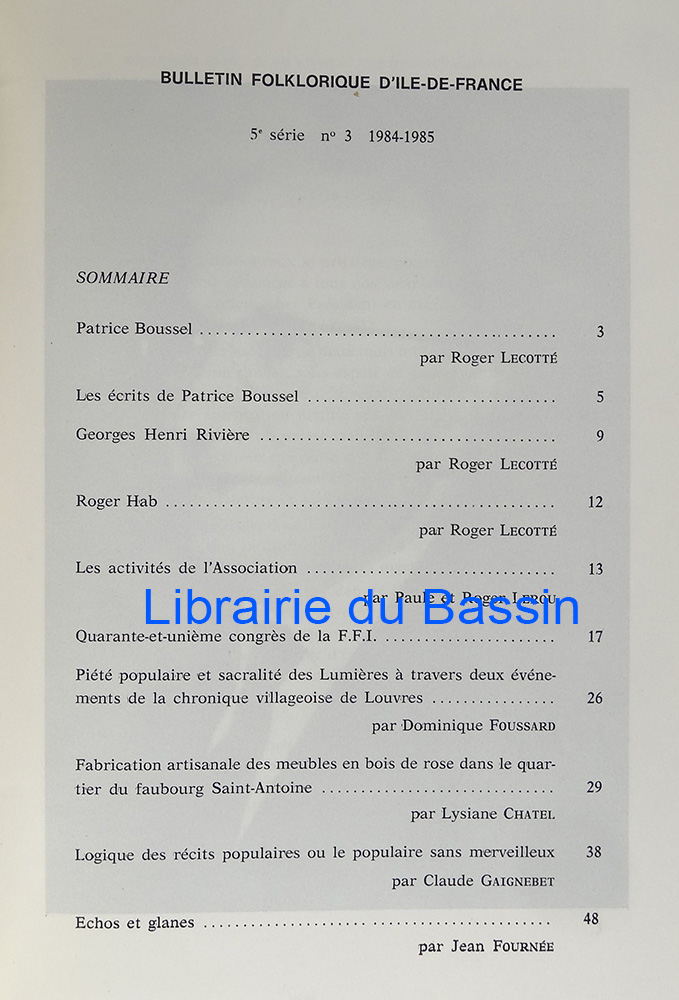 BULLETIN FOLKLORIQUE D'ILE-DE-FRANCE
5e série nº 3 1984-1985
SOMMAIRE
Patrice Boussel ............................................. 3
par Roger LECOTTÉ
Les écrits de Patrice Boussel ................................ 5
Georges Henri Rivière ...................................... 9
par Roger LECOTTÉ
Roger Hab .................................................. 12
par Roger LECOTTÉ
Les activités de l'Association ................................ 13
par Paule et Roger LEROU
Librairie du Bassin
Quarante-et-unième congrès de la F.F.I. ...................... 17
Piété populaire et sacralité des Lumières à travers deux événe-
ments de la chronique villageoise de Louvres ................ 26
par Dominique FOUSSARD
Fabrication artisanale des meubles en bois de rose dans le quar-
tier du faubourg Saint-Antoine .............................. 29
par Lysiane CHATEL
Logique des récits populaires ou le populaire sans merveilleux 38
par Claude GAIGNEBET
Echos et glanes ............................................. 48
par Jean FOURNÉE